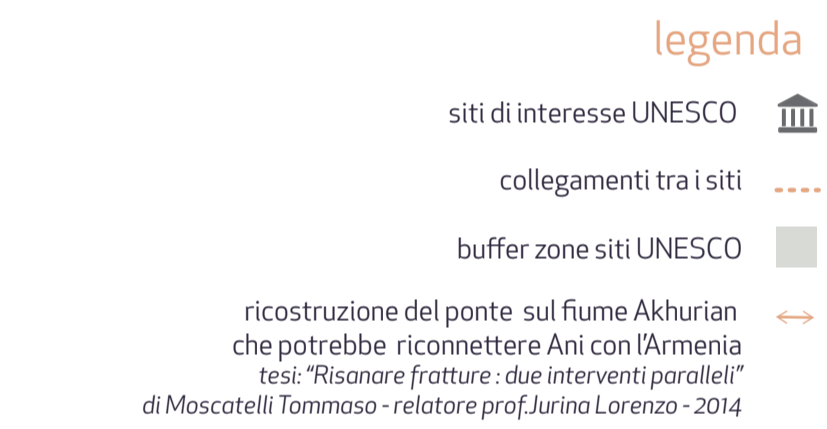 legenda
siti di interesse UNESCO
collegamenti tra i siti
buffer zone siti UNESCO
ricostruzione del ponte sul fiume Akhurian
che potrebbe riconnettere Ani con l'Armenia
tesi: “Risanare fratture : due interventi paralleli”
di Moscatelli Tommaso - relatore prof.Jurina Lorenzo - 2014